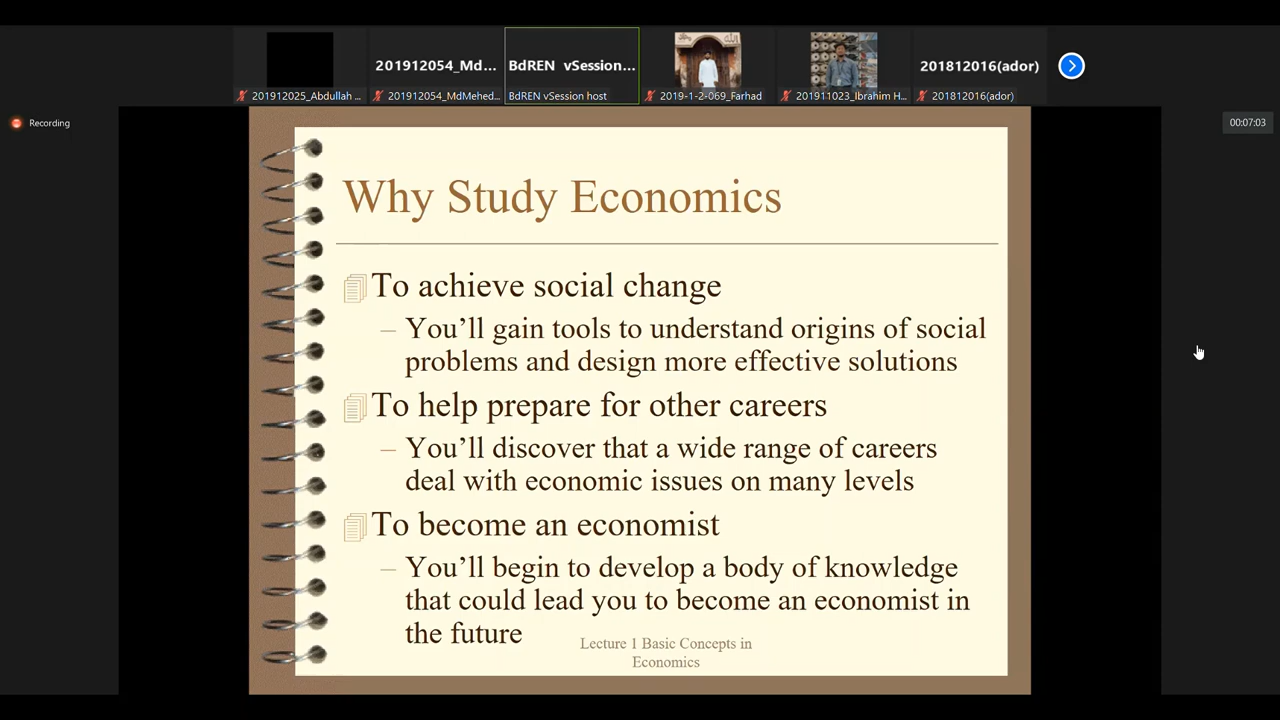 201912054_Md...
BdREN vSession...
201812016(ador)
201912025_Abdullah ...
201912054_MdMehed...
BdREN vSession host
2019-1-2-069_Farhad
201911023_Ibrahim H...
201812016(ador)
Recording
00:07:03
Why Study Economics
To achieve social change
– You’ll gain tools to understand origins of social
problems and design more effective solutions
To help prepare for other careers
– You’ll discover that a wide range of careers
deal with economic issues on many levels
To become an economist
– You’ll begin to develop a body of knowledge
that could lead you to become an economist in
the future
Lecture 1 Basic Concepts in
Economics